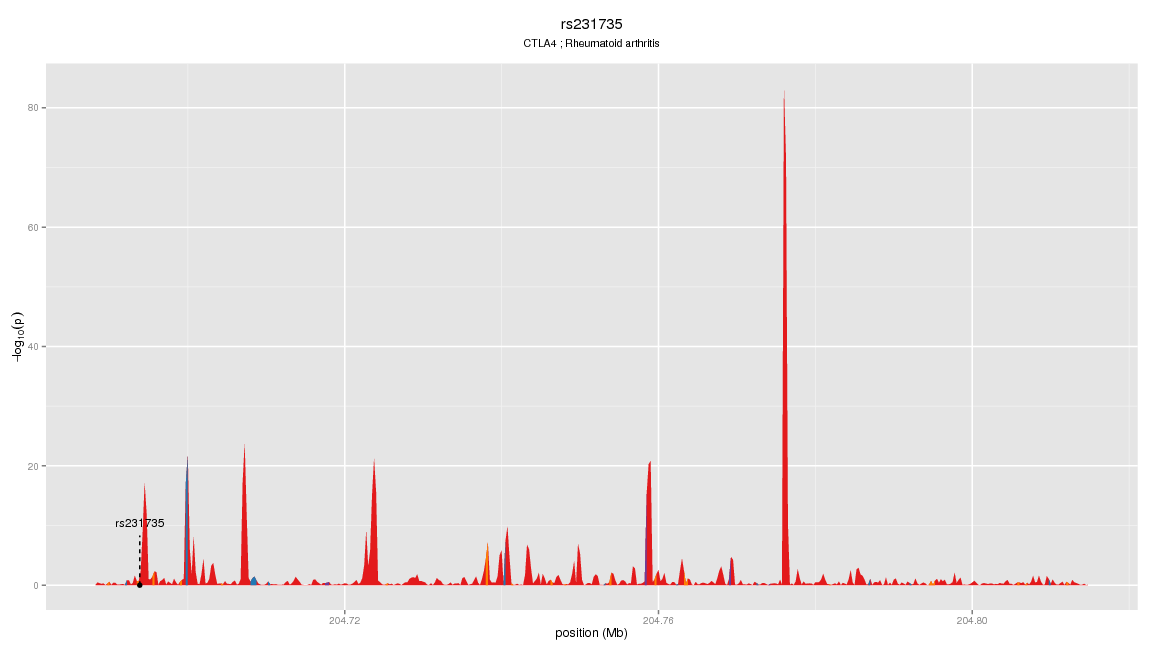 rs231735
CTLA4 ; Rheumatoid arthritis
80
60
40
20
0
−log10(p)
rs231735
204.72
204.76
204.80
position (Mb)